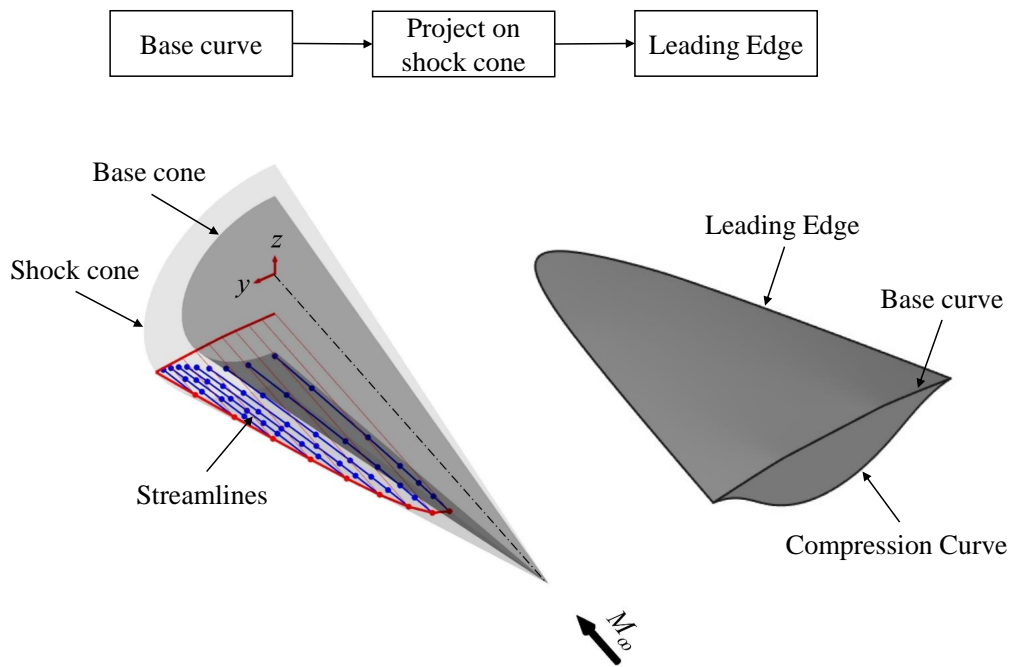 Base curve
Project on
shock cone
Leading Edge
Base cone
Shock cone
z
y
Streamlines
Leading Edge
Base curve
Compression Curve
M∞